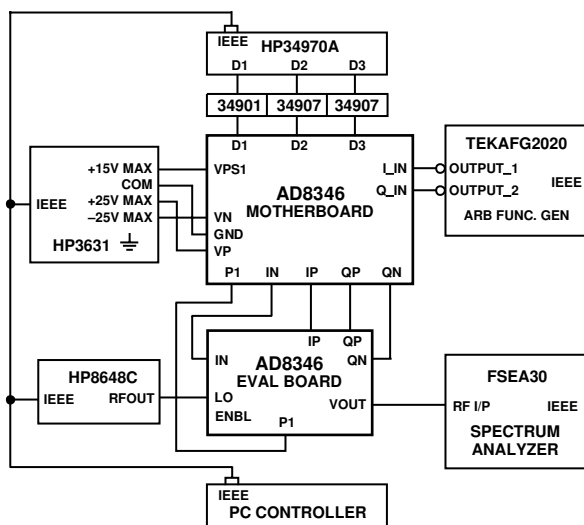 IEEE
HP34970A
D1 D2 D3
34901 34907 34907
D1 D2 D3
TEKAFG2020
+15V MAX
VPS1
I_IN
OUTPUT_1
COM
AD8346
IEEE
IEEE
+25V MAX
Q_IN
OUTPUT_2
–25V MAX
VN
MOTHERBOARD
ARB FUNC. GEN
GND
HP3631
VP
P1 IN IP QP QN
IP QP
IN
AD8346
QN
HP8648C
EVAL BOARD
FSEA30
IEEE RFOUT
LO
VOUT
RF I/P IEEE
ENBL
P1
SPECTRUM
ANALYZER
IEEE
PC CONTROLLER